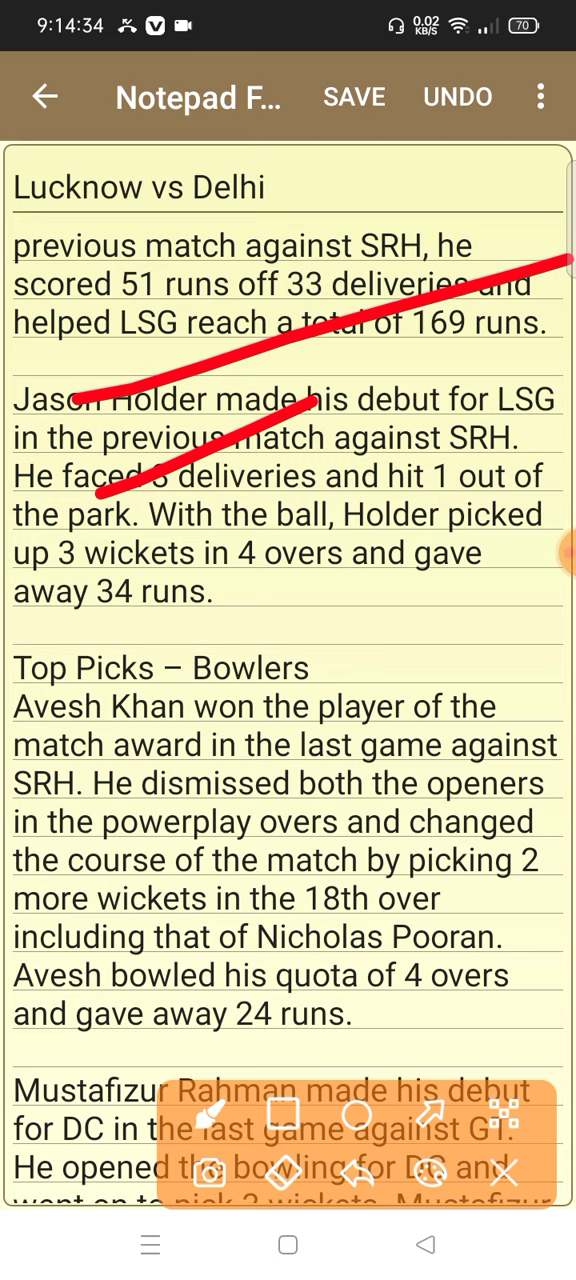 9:14:34
0.02
KB/S
70
Notepad F...
SAVE
UNDO
Lucknow vs Delhi
previous match against SRH, he
scored 51 runs off 33 deliveries and
helped LSG reach a total of 169 runs.
Jason Holder made his debut for LSG
in the previous match against SRH.
He faced deliveries and hit 1 out of
the park. With the ball, Holder picked
up 3 wickets in 4 overs and gave
away 34 runs.
Top Picks – Bowlers
Avesh Khan won the player of the
match award in the last game against
SRH. He dismissed both the openers
in the powerplay overs and changed
the course of the match by picking 2
more wickets in the 18th over
including that of Nicholas Pooran.
Avesh bowled his quota of 4 overs
and gave away 24 runs.
Mustafizur Rahman made his debut
for DC in the last game against GT.
He opened the bowling for DC and
went on to pick 3 wickets. Mustafizur